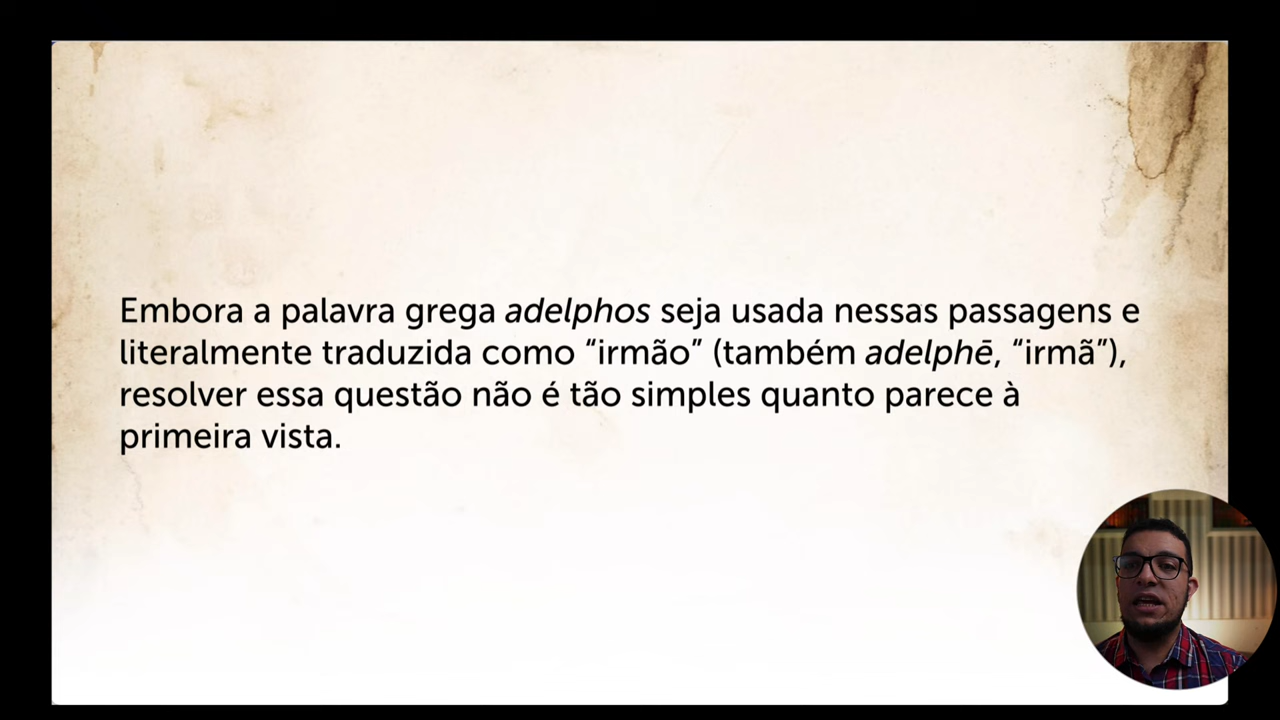 Embora a palavra grega adelphos seja usada nessas passagens e
literalmente traduzida como “irmão” (também adelphē, “irmã”),
resolver essa questão não é tão simples quanto parece à
primeira vista.